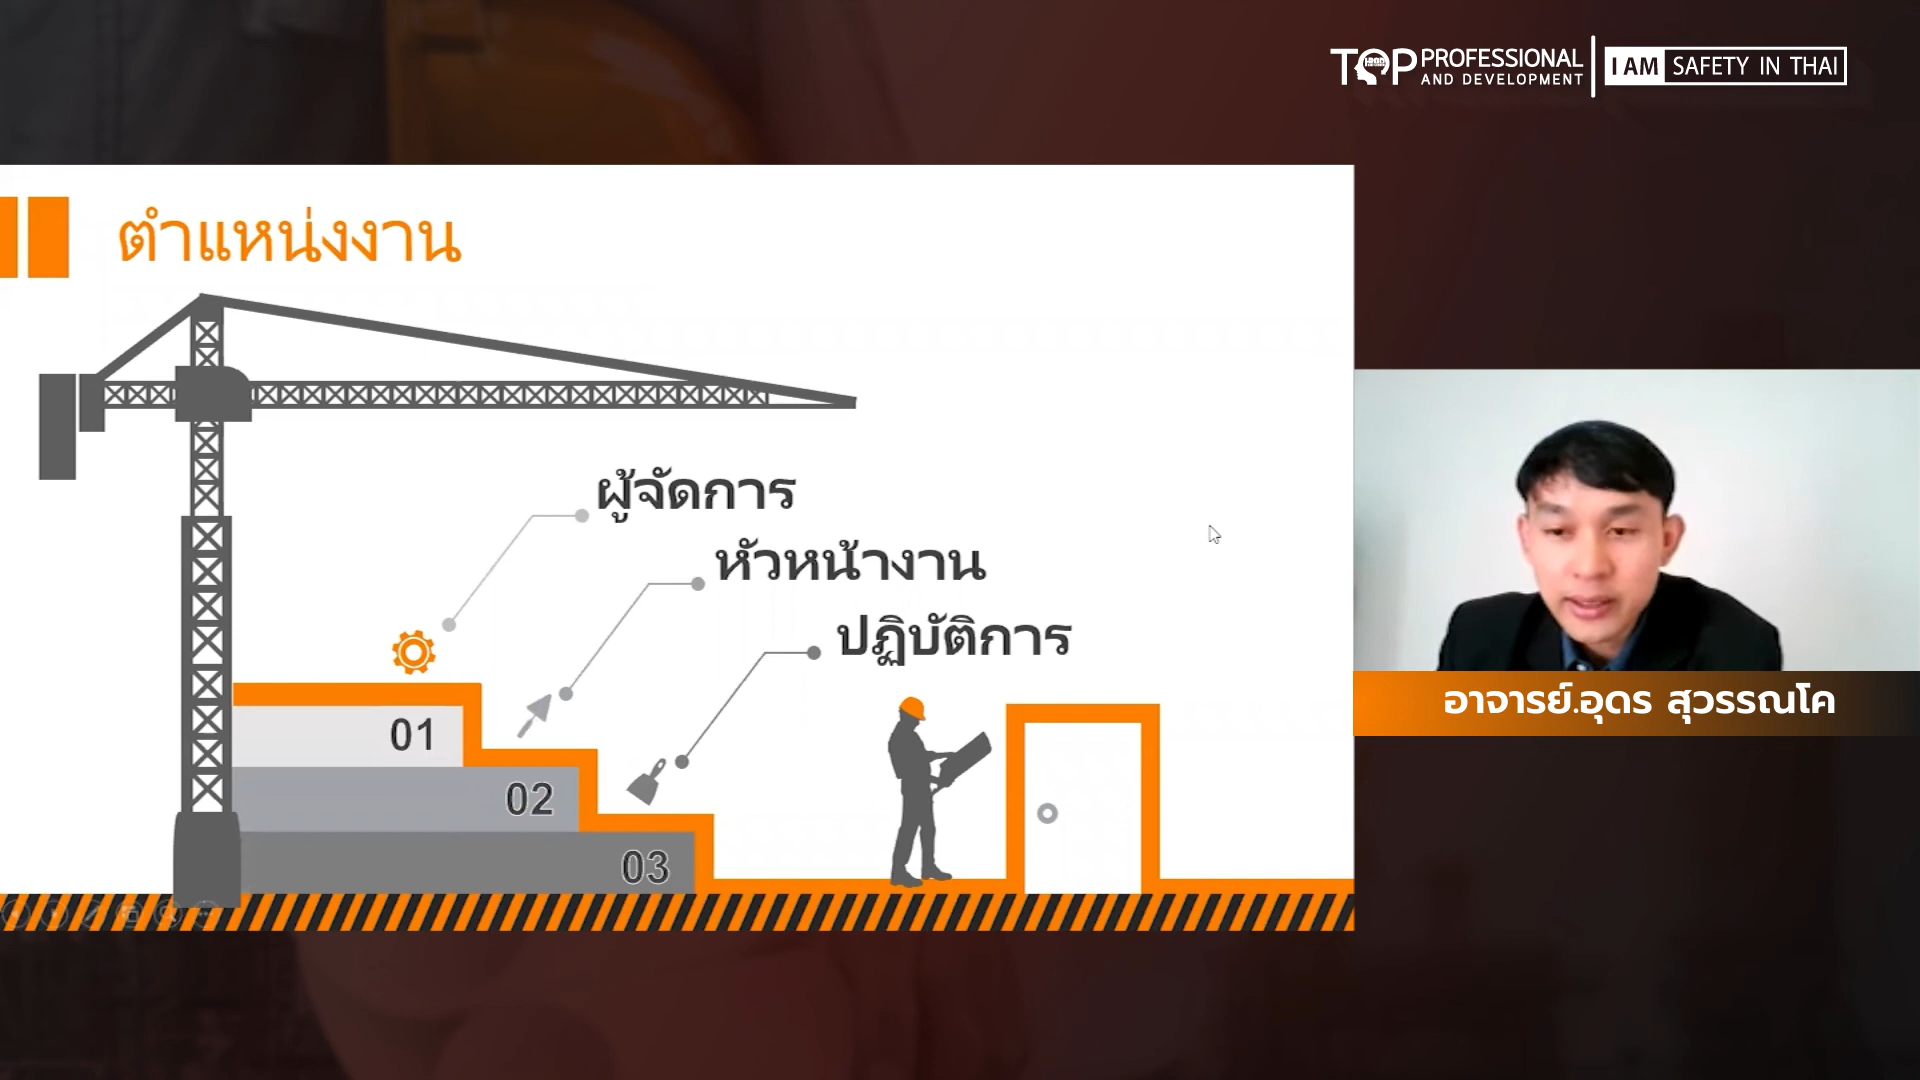 TOP PROFESSIONAL
AND DEVELOPMENT
I AM SAFETY IN THAI
ตำแหน่งงาน
ผู้จัดการ
หัวหน้างาน
ปฏิบัติการ
01
02
03
อาจารย์.อุดร สุวรรณโค